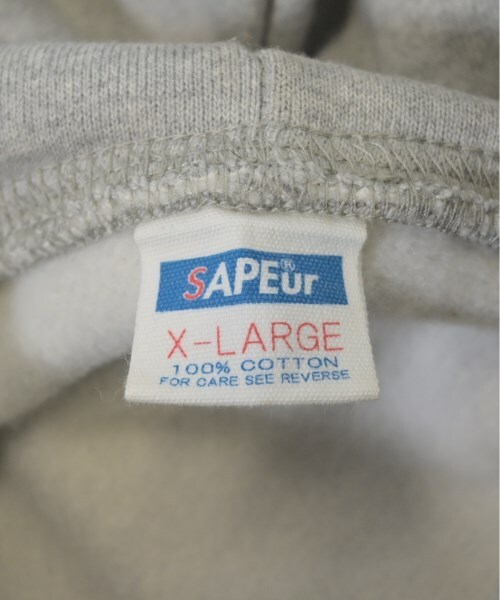 SAPEur®
X-LARGE
100% COTTON
FOR CARE SEE REVERSE